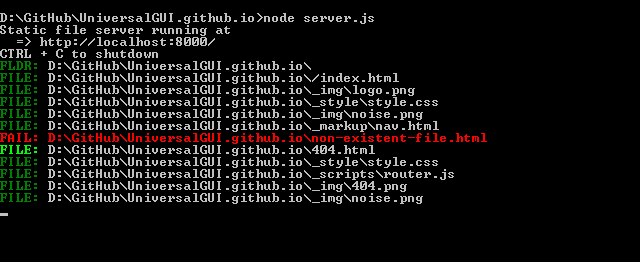 D:\GitHub\UniversalGUI.github.io>node server.js
Static file server running at
=> http://localhost:8000/
CTRL + C to shutdown
FLDR: D:\GitHub\UniversalGUI.github.io\
FILE: D:\GitHub\UniversalGUI.github.io\/index.html
FILE: D:\GitHub\UniversalGUI.github.io\_img\logo.png
FILE: D:\GitHub\UniversalGUI.github.io\_style\style.css
FILE: D:\GitHub\UniversalGUI.github.io\_img\noise.png
FILE: D:\GitHub\UniversalGUI.github.io\_markup\nav.html
FAIL: D:\GitHub\UniversalGUI.github.io\non-existent-file.html
FILE: D:\GitHub\UniversalGUI.github.io\404.html
FILE: D:\GitHub\UniversalGUI.github.io\_style\style.css
FILE: D:\GitHub\UniversalGUI.github.io\_scripts\router.js
FILE: D:\GitHub\UniversalGUI.github.io\_img\404.png
FILE: D:\GitHub\UniversalGUI.github.io\_img\noise.png